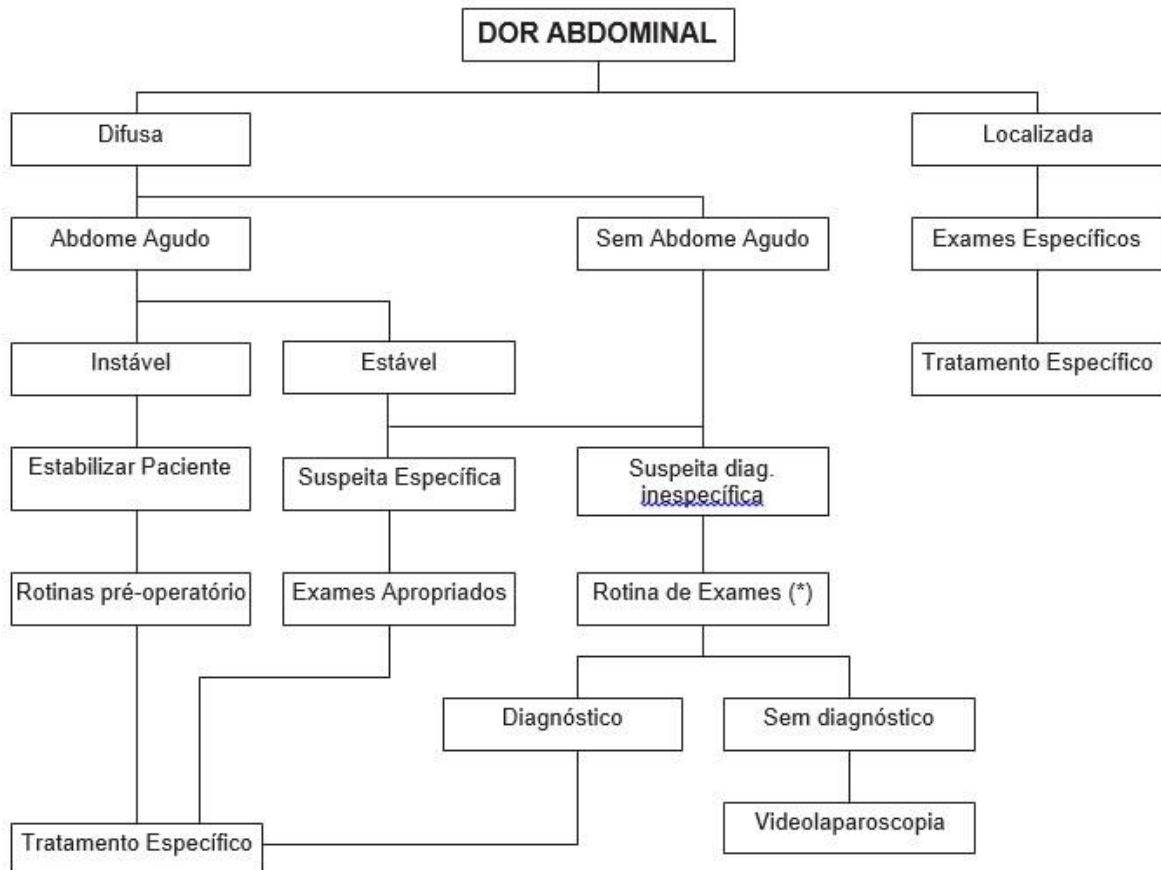 DOR ABDOMINAL
Difusa
Localizada
Abdome Agudo
Sem Abdome Agudo
Exames Específicos
Instável
Estável
Tratamento Específico
Estabilizar Paciente
Suspeita Específica
Suspeita diag.
inespecífica
Rotinas pré-operatório
Exames Apropriados
Rotina de Exames (*)
Diagnóstico
Sem diagnóstico
Videolaparoscopia
Tratamento Específico